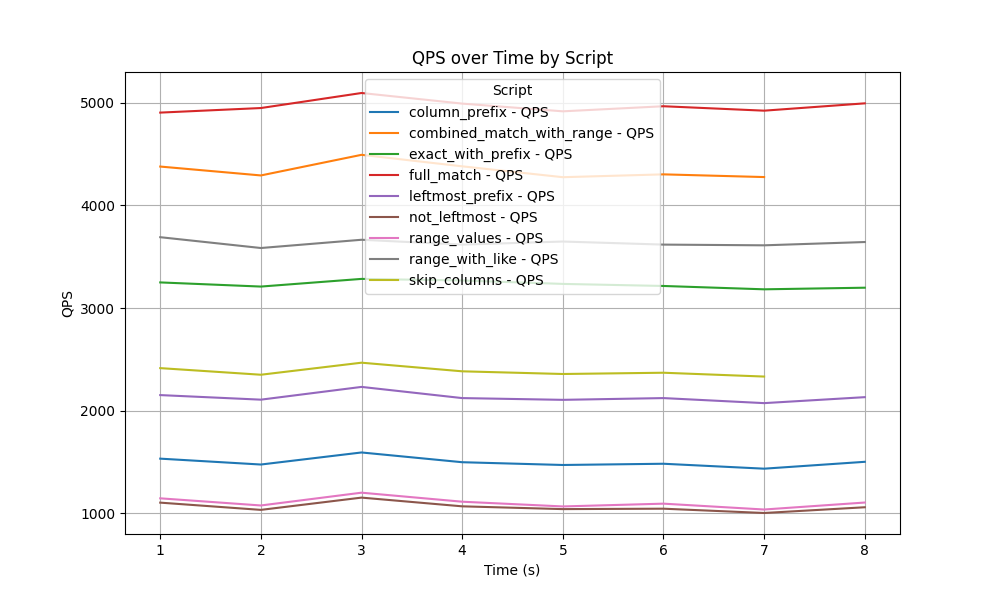 QPS over Time by Script
Script
column_prefix - QPS
combined_match_with_range - QPS
exact_with_prefix - QPS
full_match - QPS
leftmost_prefix - QPS
not_leftmost - QPS
range_values - QPS
range_with_like - QPS
skip_columns - QPS
QPS
5000
4000
3000
2000
1000
1 2 3 4 5 6 7 8
Time (s)